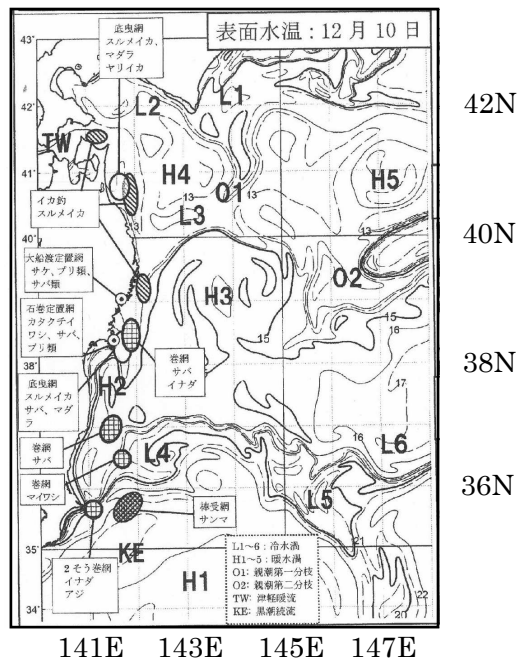 表面水温:12月10日
底曳網
スルメイカ、
マダラ
ヤリイカ
43
42
41
40
38
35
34
42N
40N
38N
36N
L1
L2
TW
H4
O1
13
13
L3
H5
13
13
イカ釣
スルメイカ
大船渡定置網
サケ、ブリ類、
サバ類
石巻定置網
カタクチイ
ワシ、サバ、
ブリ類
底曳網
スルメイカ
サバ、マダ
ラ
H3
O2
15
15
16
17
16
H2
巻網
サバ
イナダ
巻網
サバ
巻網
マイワシ
L4
L5
L6
棒受網
サンマ
2そう巻網
イナダ
アジ
KE
H1
21
22
20
L1~6:冷水渦
H1~5:暖水渦
O1:親潮第一分枝
O2:親潮第二分枝
TW:津軽暖流
KE:黒潮続流
141E 143E 145E 147E